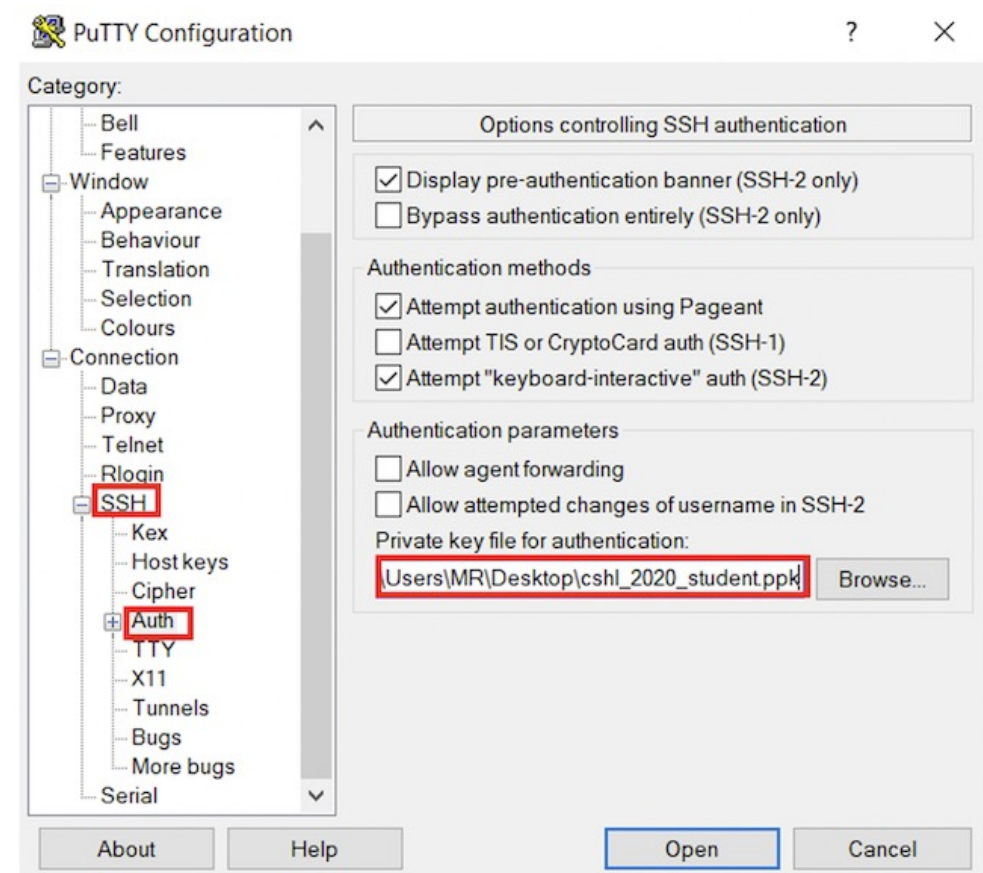 PuTTY Configuration
?
Category:
Bell
Features
Window
Appearance
Behaviour
Translation
Selection
Colours
Connection
Data
Proxy
Telnet
Rlogin
SSH
Kex
Host keys
Cipher
Auth
TTY
X11
Tunnels
Bugs
More bugs
Serial
Options controlling SSH authentication
Display pre-authentication banner (SSH-2 only)
Bypass authentication entirely (SSH-2 only)
Authentication methods
Attempt authentication using Pageant
Attempt TIS or CryptoCard auth (SSH-1)
Attempt "keyboard-interactive" auth (SSH-2)
Authentication parameters
Allow agent forwarding
Allow attempted changes of username in SSH-2
Private key file for authentication:
\Users\MR\Desktop\cshl_2020_student.ppk
Browse...
About
Help
Open
Cancel